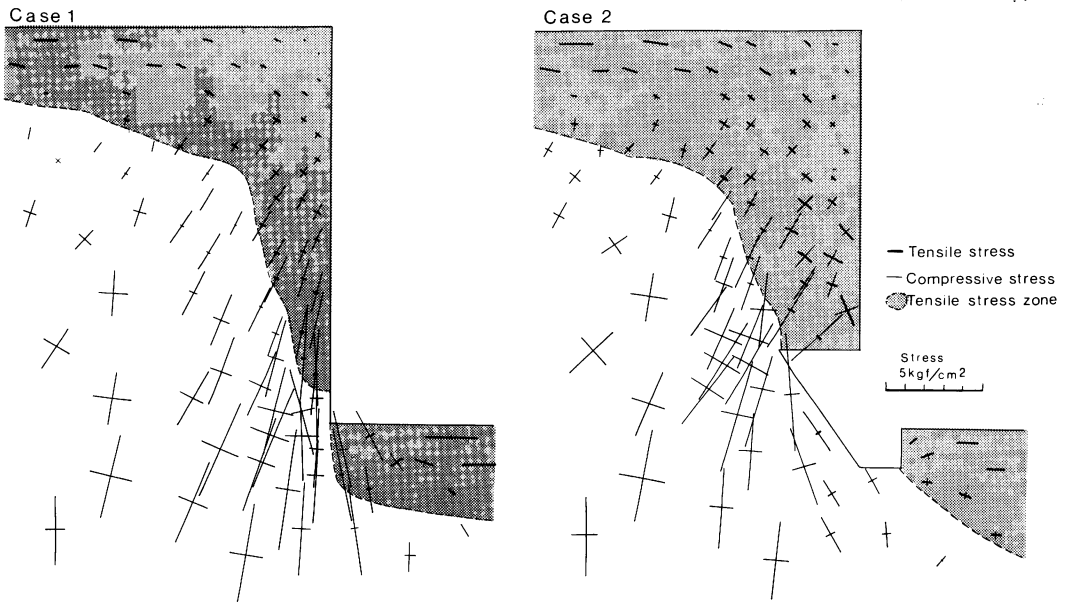 Case 1
Case 2
Tensile stress
Compressive stress
Tensile stress zone
Stress
5kgf/cm2